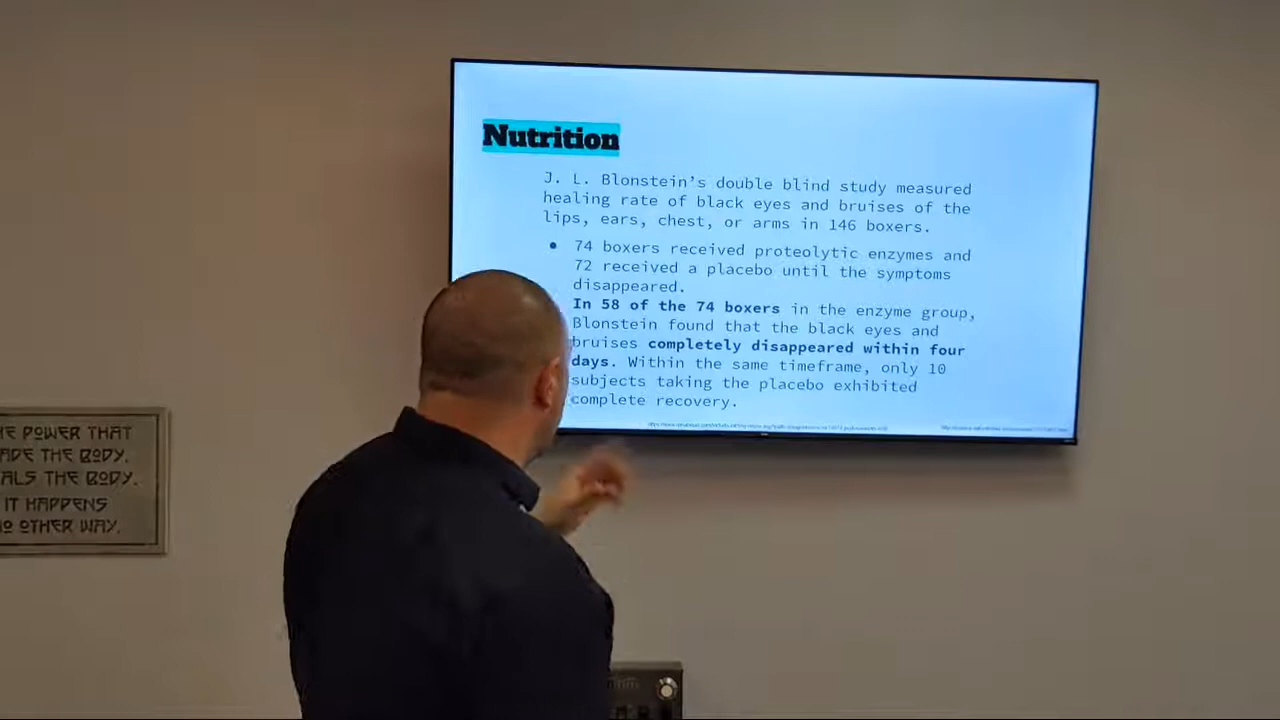 Nutrition
J. L. Blonstein's double blind study measured
healing rate of black eyes and bruises of the
lips, ears, chest, or arms in 146 boxers.
• 74 boxers received proteolytic enzymes and
72 received a placebo until the symptoms
disappeared.
In 58 of the 74 boxers in the enzyme group,
Blonstein found that the black eyes and
bruises completely disappeared within four
days. Within the same timeframe, only 10
subjects taking the placebo exhibited
complete recovery.
POWER THAT
THE BODY,
THE BODY.
IT HAPPENS
OTHER WAY.